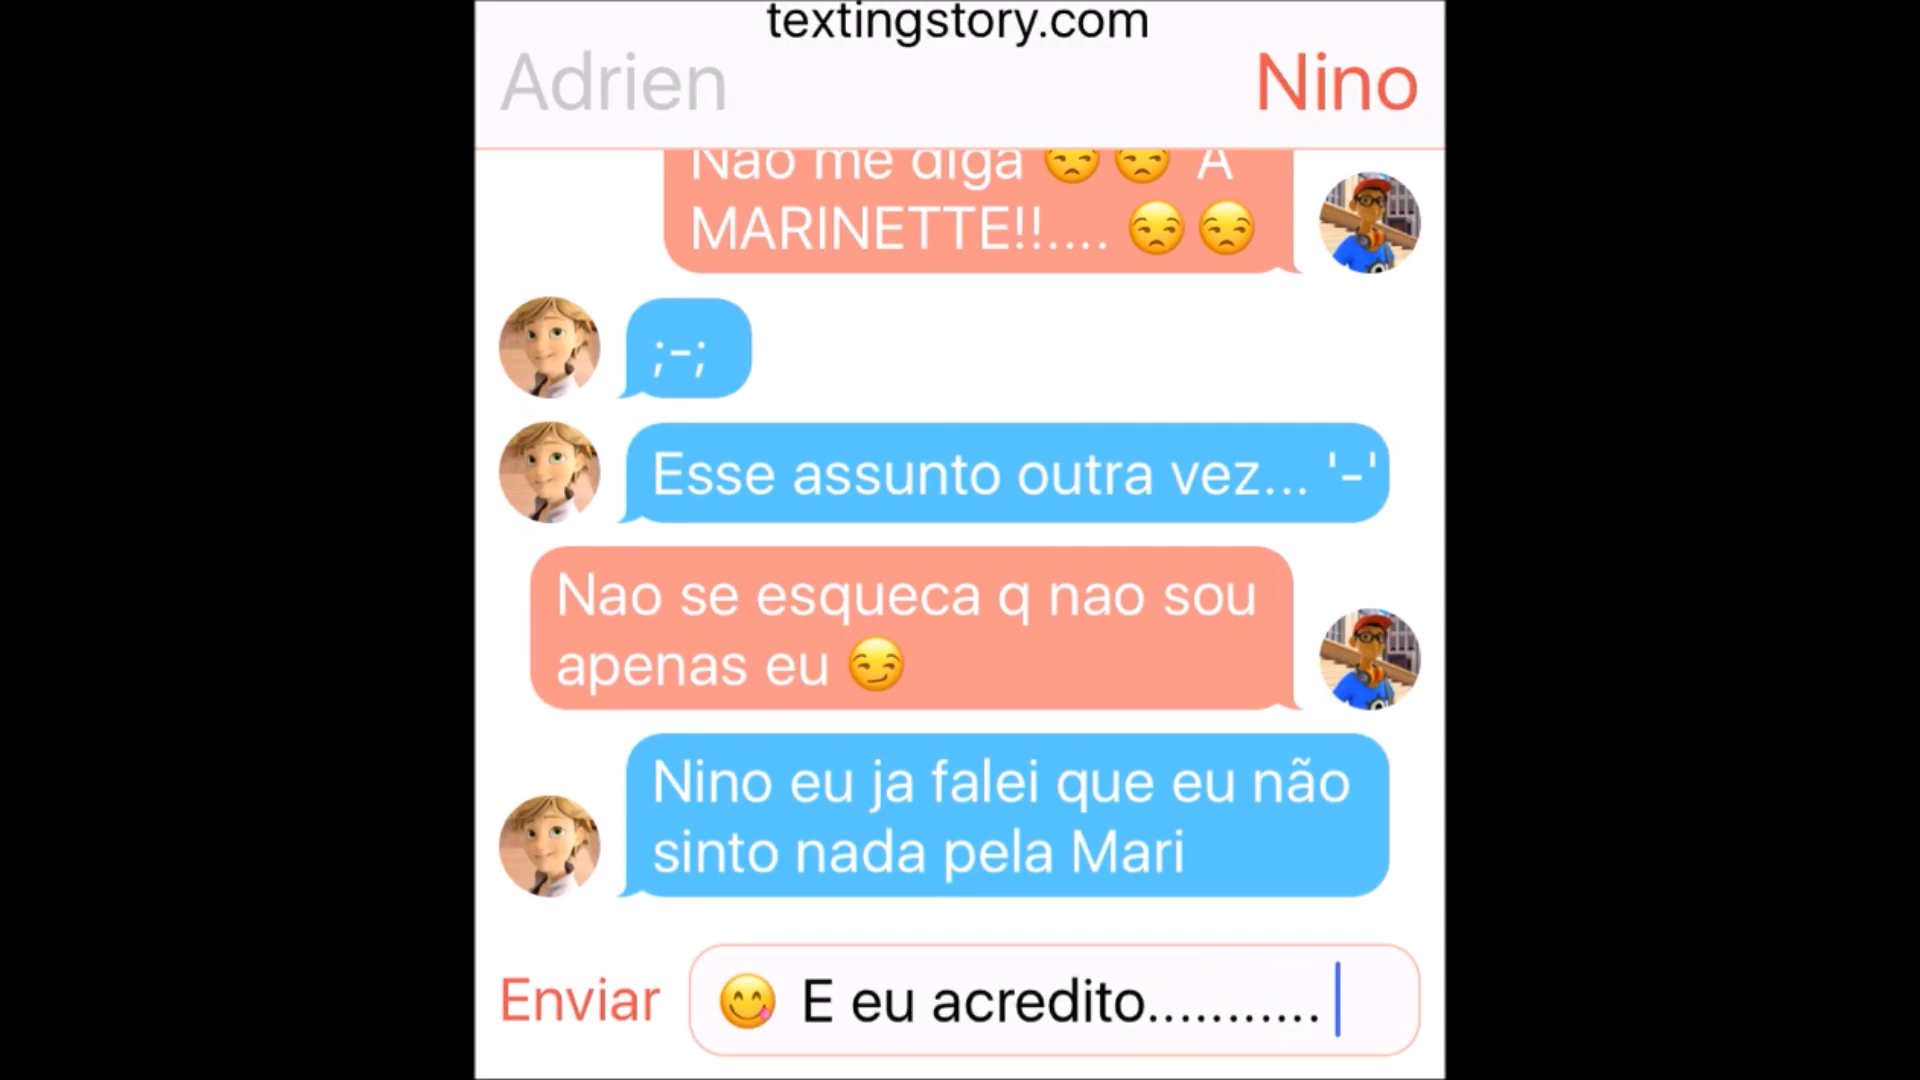 textingstory.com
Adrien
Nino
Nao me diga 😒😒 A
MARINETTE!!.... 😒😒
;-;
Esse assunto outra vez... '-'
Nao se esqueca q nao sou
apenas eu 😏
Nino eu ja falei que eu não
sinto nada pela Mari
Enviar
😋 E eu acredito...........